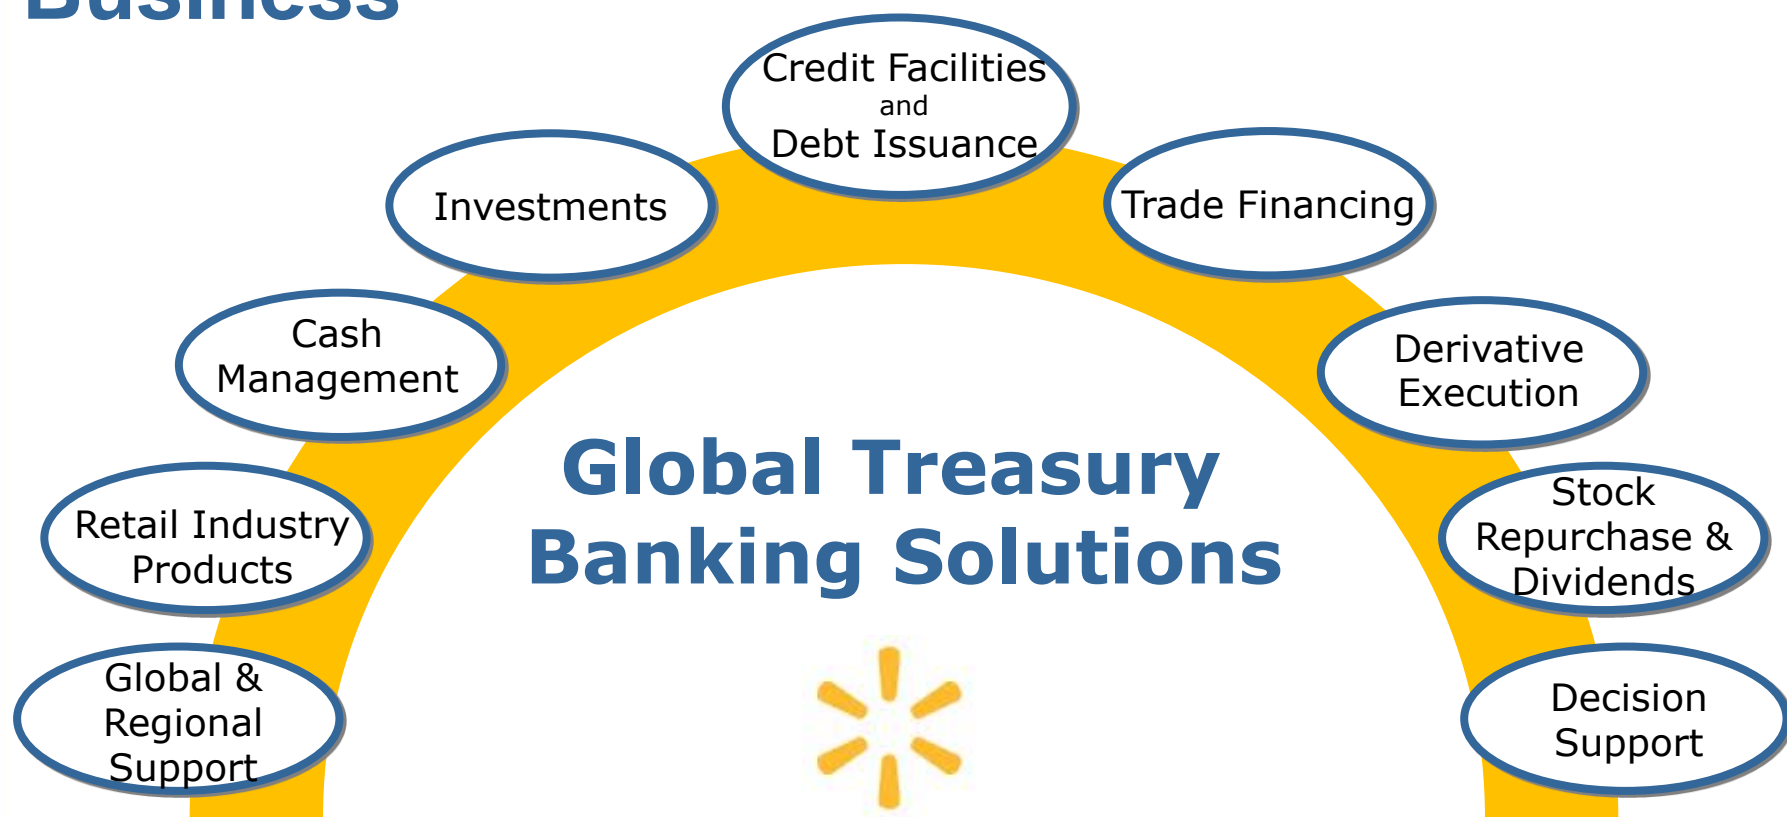 Business
Credit Facilities
and
Debt Issuance
Investments
Trade Financing
Cash
Management
Derivative
Execution
Global Treasury
Banking Solutions
Retail Industry
Products
Stock
Repurchase &
Dividends
Global &
Regional
Support
Decision
Support